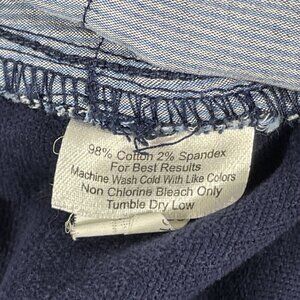 98% Cotton 2% Spandex
For Best Results
Machine Wash Cold With Like Colors
Non Chlorine Bleach Only
Tumble Dry Low